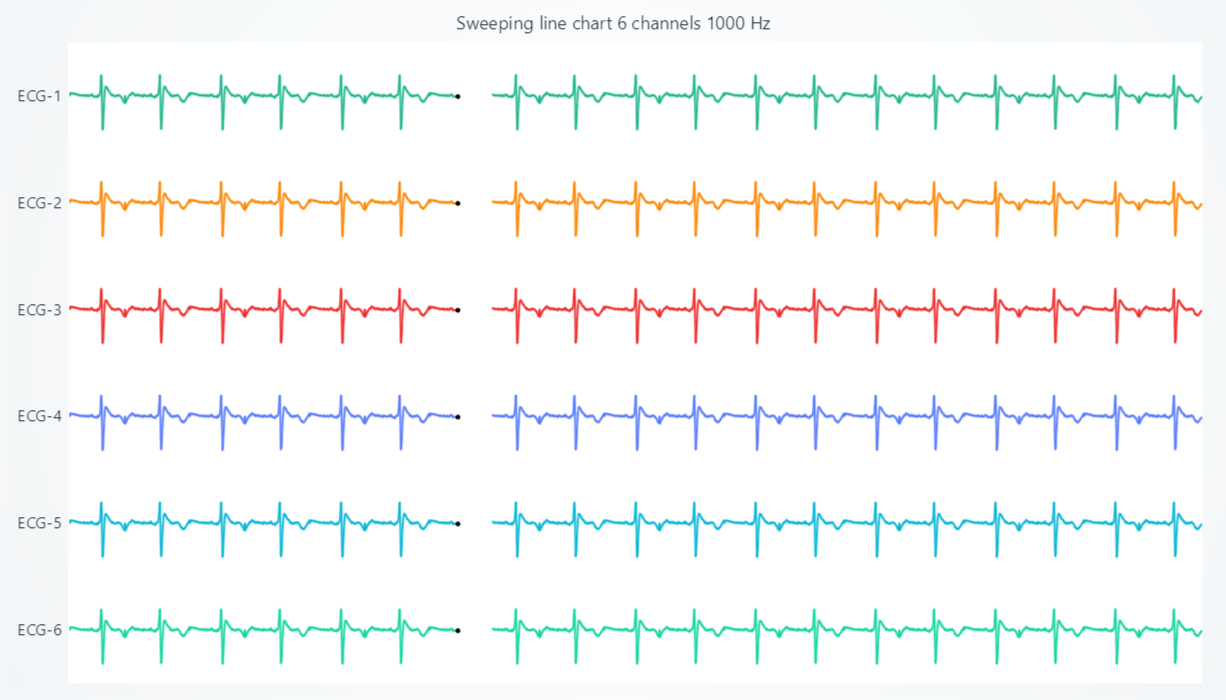 Sweeping line chart 6 channels 1000 Hz
ECG-1
ECG-2
ECG-3
ECG-4
ECG-5
ECG-6